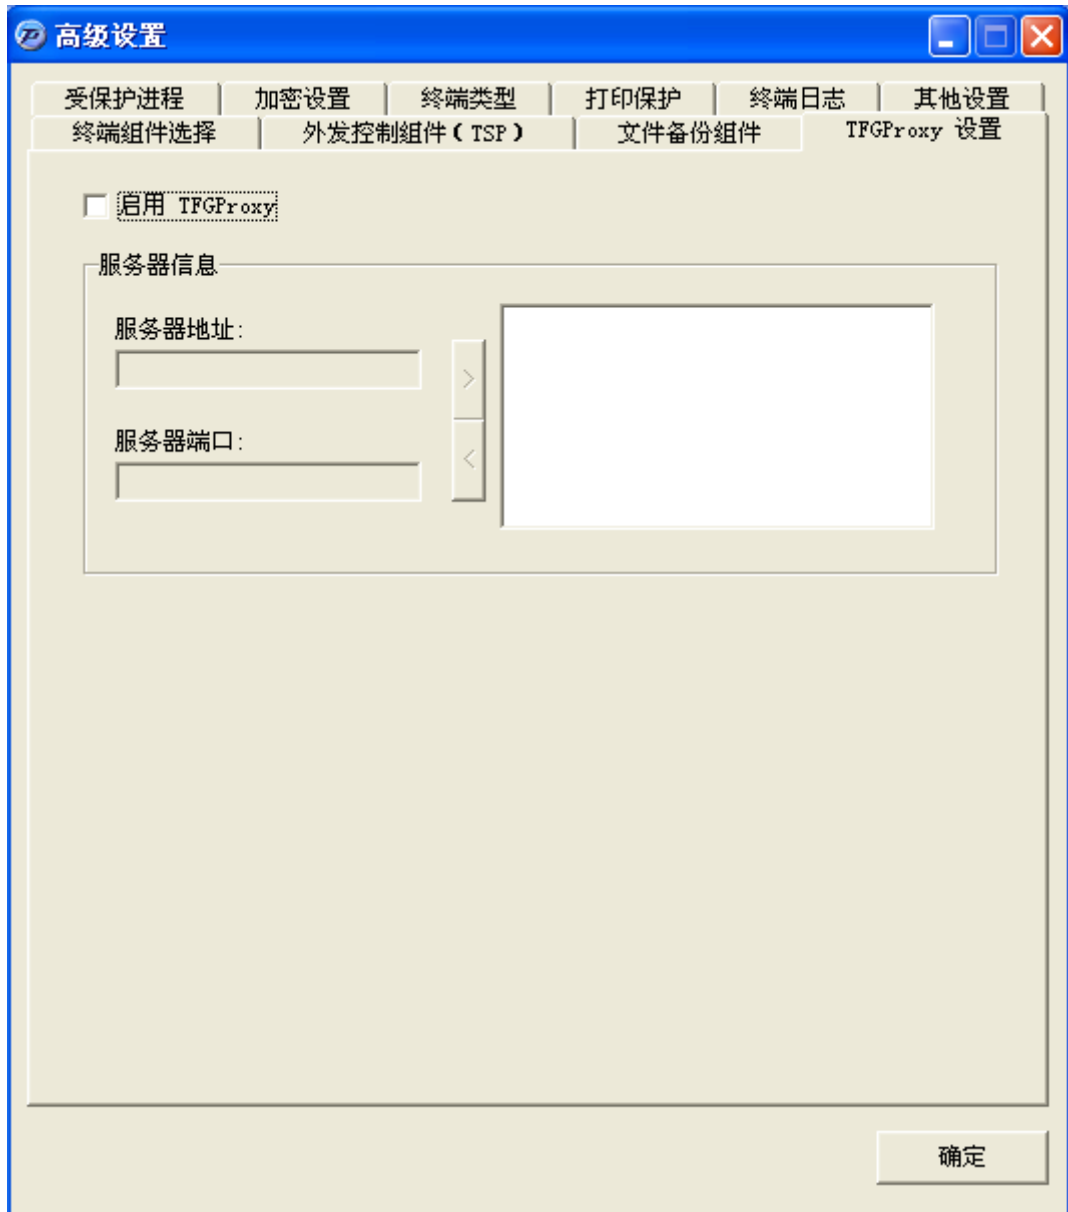 高级设置
受保护进程 加密设置 终端类型 打印保护 终端日志 其他设置
终端组件选择 外发控制组件(TSP) 文件备份组件 TFGProxy 设置
启用 TFGProxy
服务器信息
服务器地址:
>
服务器端口:
<
确定